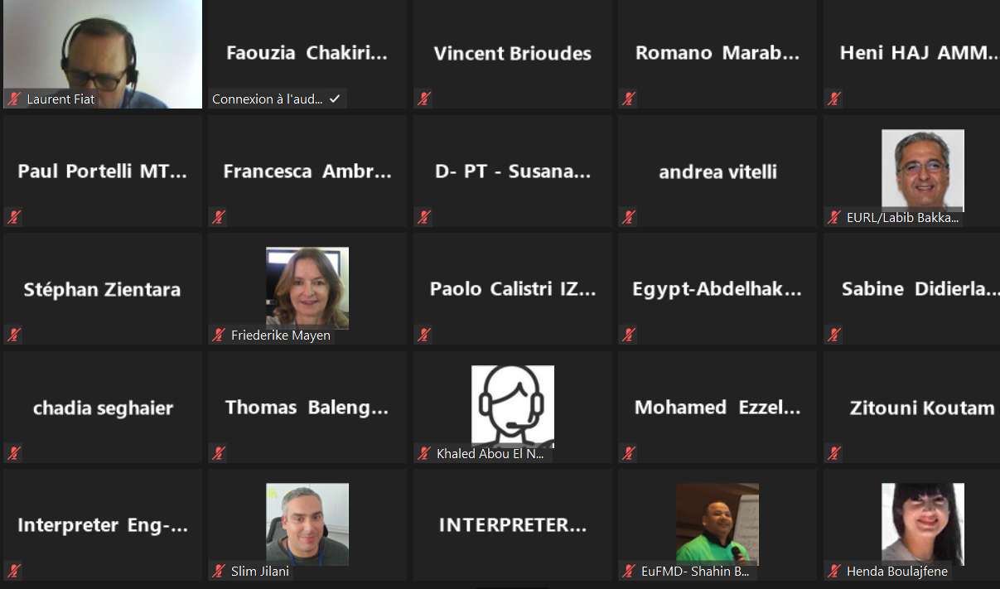 Laurent Fiat
Faouzia Chakiri...
Connexion à l'aud...
Vincent Brioudes
Romano Marab...
Heni HAJ AMM...
Paul Portelli MT...
Francesca Ambr...
D- PT - Susana...
andrea vitelli
EURL/Labib Bakka...
Stéphan Zientara
Friederike Mayen
Paolo Calistri IZ...
Egypt-Abdelhak...
Sabine Didierla...
chadia seghaier
Thomas Baleng...
Khaled Abou El N...
Mohamed Ezzel...
Zitouni Koutam
Interpreter Eng-...
Slim Jilani
INTERPRETER...
EuFMD- Shahin B...
Henda Boulajfene